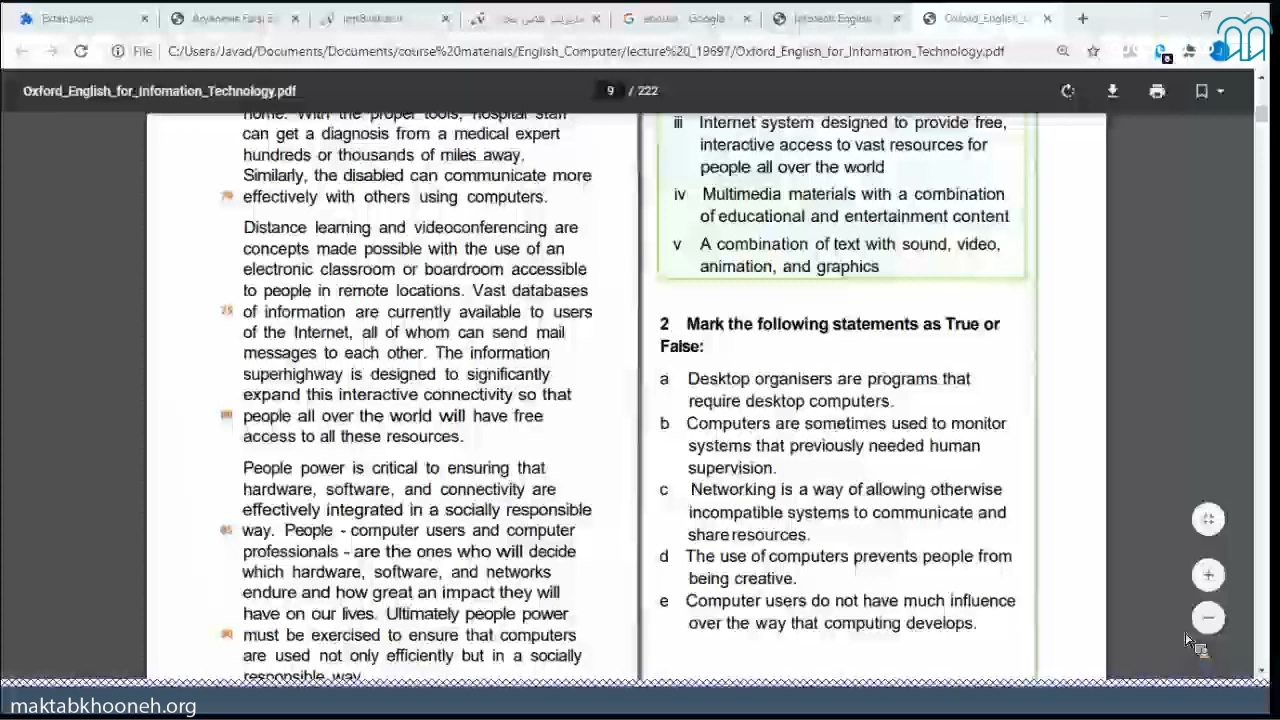 Extensions
Google
Infotech English
Oxford_English_
File
C:/Users/Javad/Documents/Documents/course%20materials/English_Computer/lecture%20_19697/Oxford_English_for_Infomation_Technology.pdf
Oxford_English_for_Infomation_Technology.pdf
9 / 222
home. With the proper tools, hospital staff
can get a diagnosis from a medical expert
hundreds or thousands of miles away.
Similarly, the disabled can communicate more
70 effectively with others using computers.
Distance learning and videoconferencing are
concepts made possible with the use of an
electronic classroom or boardroom accessible
to people in remote locations. Vast databases
75 of information are currently available to users
of the Internet, all of whom can send mail
messages to each other. The information
superhighway is designed to significantly
expand this interactive connectivity so that
80 people all over the world will have free
access to all these resources.
People power is critical to ensuring that
hardware, software, and connectivity are
effectively integrated in a socially responsible
85 way. People - computer users and computer
professionals - are the ones who will decide
which hardware, software, and networks
endure and how great an impact they will
have on our lives. Ultimately people power
90 must be exercised to ensure that computers
are used not only efficiently but in a socially
responsible way.
iii Internet system designed to provide free,
interactive access to vast resources for
people all over the world
iv Multimedia materials with a combination
of educational and entertainment content
v A combination of text with sound, video,
animation, and graphics
2 Mark the following statements as True or
False:
a Desktop organisers are programs that
require desktop computers.
b Computers are sometimes used to monitor
systems that previously needed human
supervision.
c Networking is a way of allowing otherwise
incompatible systems to communicate and
share resources.
d The use of computers prevents people from
being creative.
e Computer users do not have much influence
over the way that computing develops.
maktabkhooneh.org